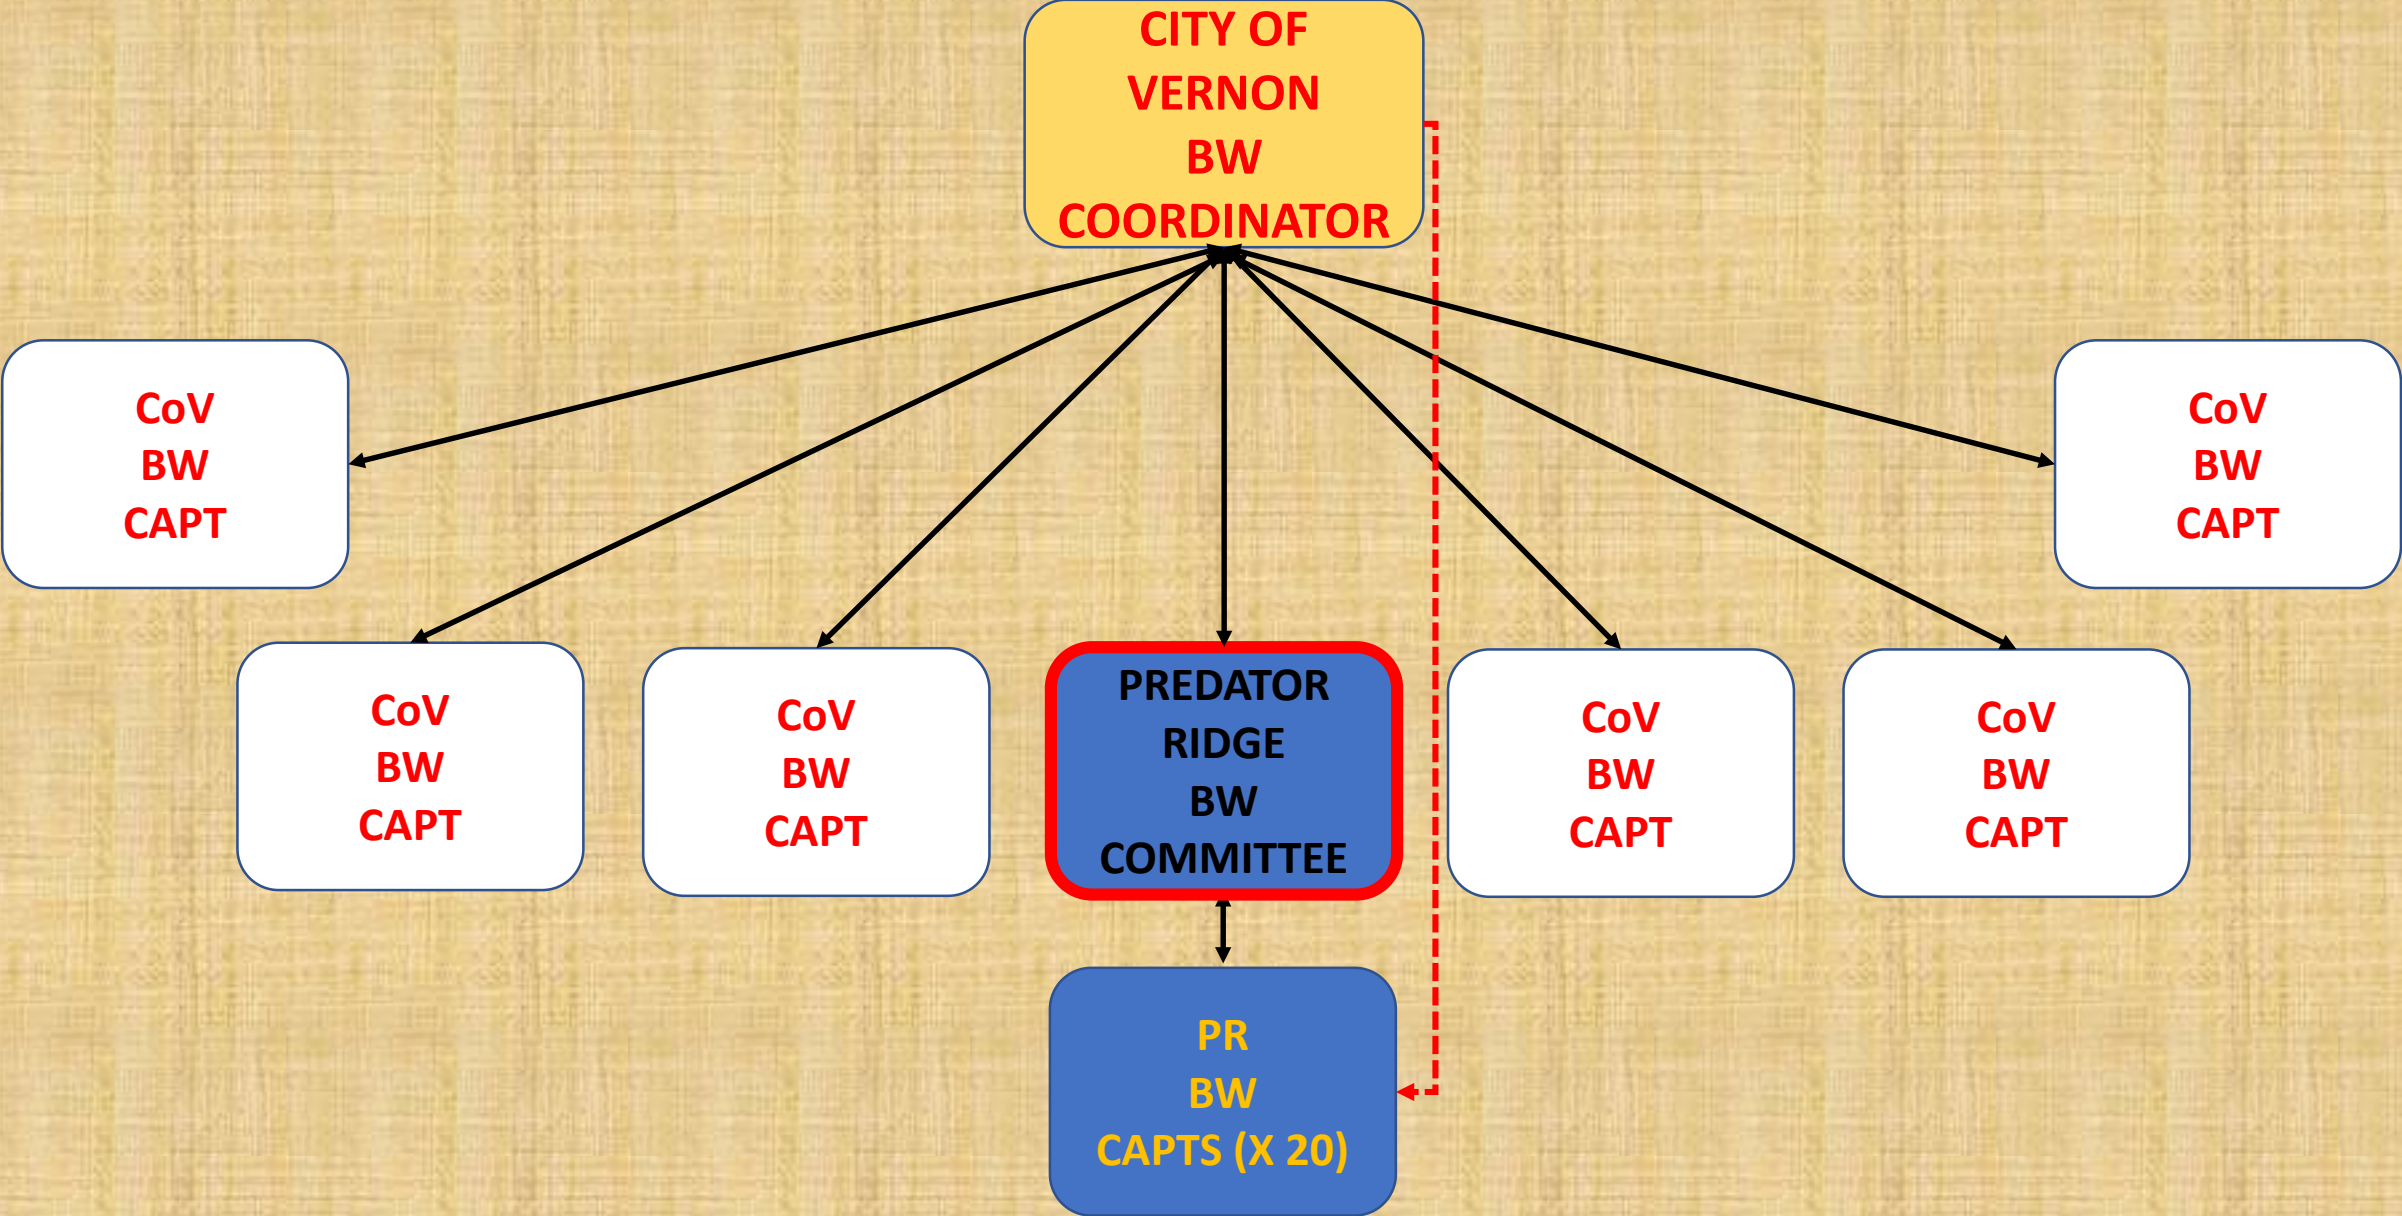 CITY OF
VERNON
BW
COORDINATOR
CoV
BW
CAPT
CoV
BW
CAPT
CoV
BW
CAPT
CoV
BW
CAPT
PREDATOR
RIDGE
BW
COMMITTEE
CoV
BW
CAPT
CoV
BW
CAPT
PR
BW
CAPTS (X 20)